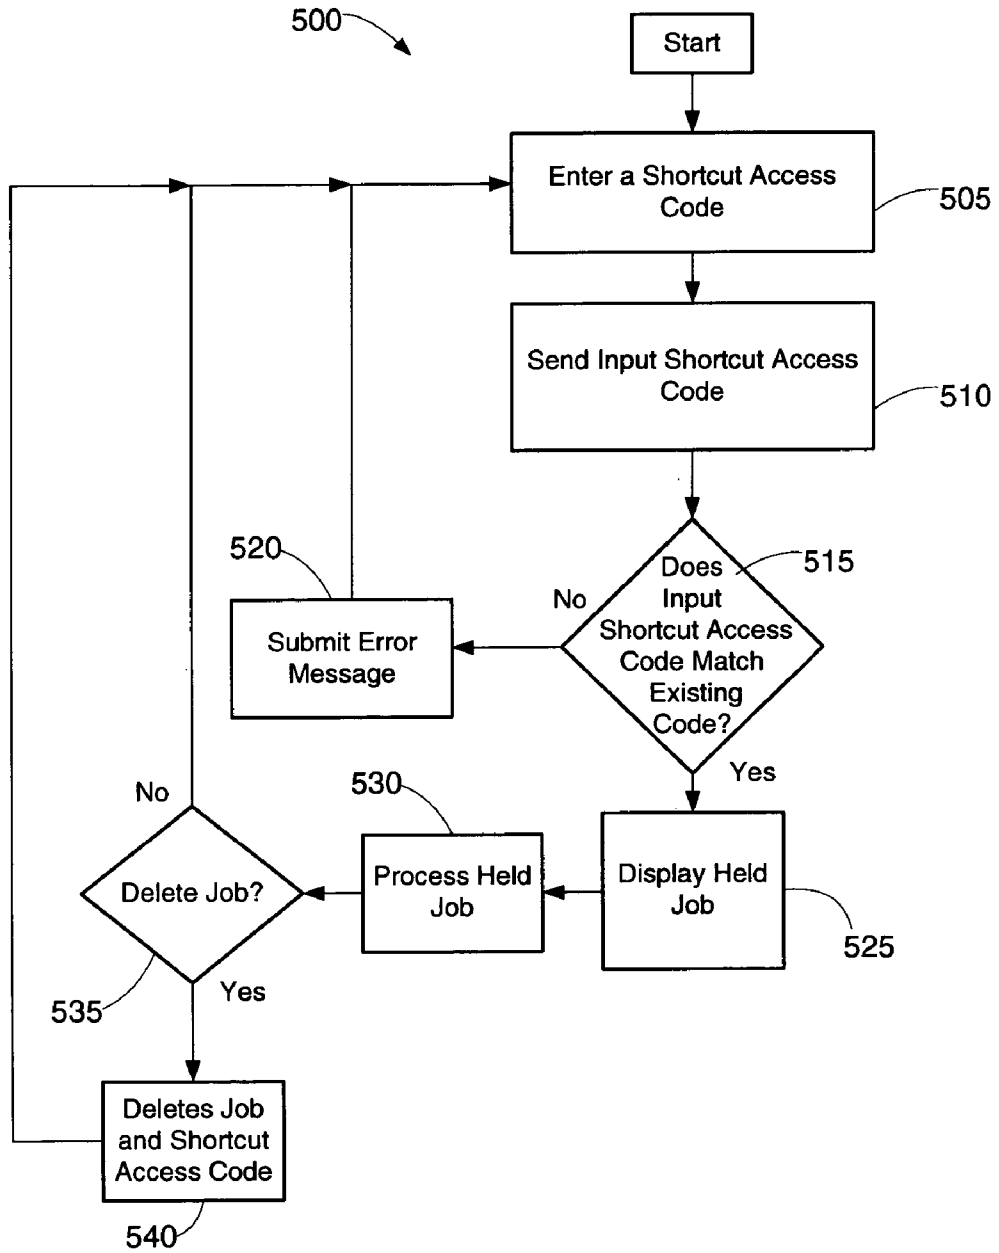 500
Start
Enter a Shortcut Access
Code
505
Send Input Shortcut Access
Code
510
520
515
Does
Input
Shortcut Access
Code Match
Existing
Code?
No
Submit Error
Message
Yes
530
No
Display Held
Job
525
Process Held
Job
Delete Job?
535
Yes
Deletes Job
and Shortcut
Access Code
540